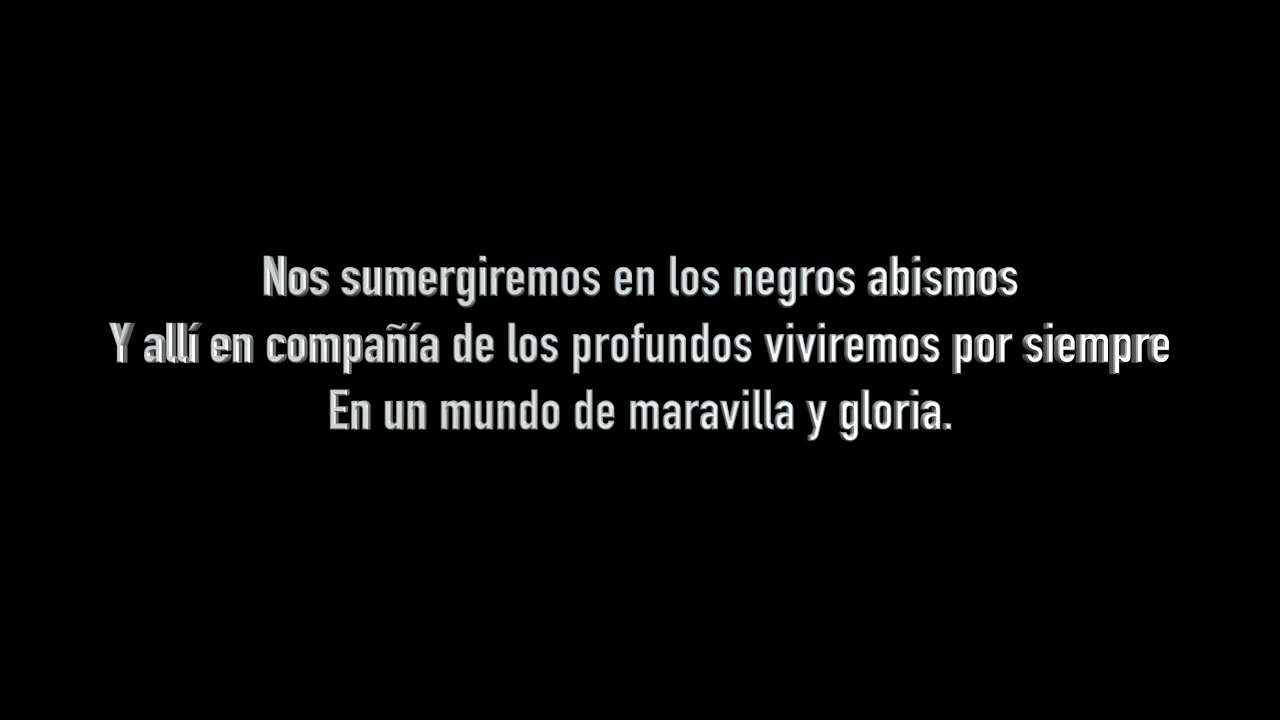 Nos sumergiremos en los negros abismos
Y allí en compañía de los profundos viviremos por siempre
En un mundo de maravilla y gloria.